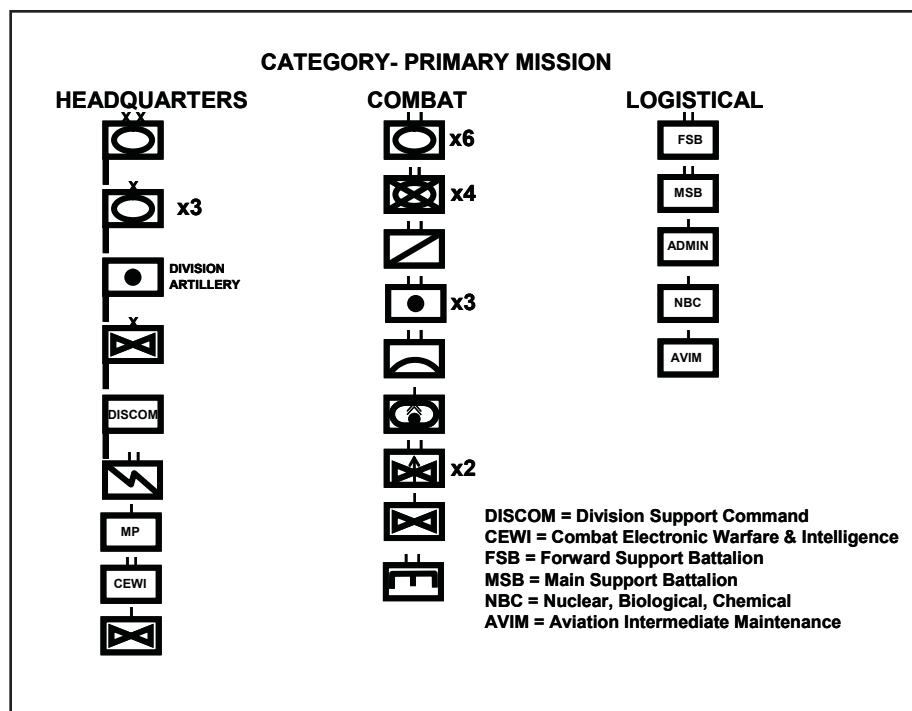 CATEGORY- PRIMARY MISSION
HEADQUARTERS
COMBAT
LOGISTICAL
x3
DIVISION
ARTILLERY
DISCOM
MP
CEWI
x6
x4
x3
x2
FSB
MSB
ADMIN
NBC
AVIM
DISCOM = Division Support Command
CEWI = Combat Electronic Warfare & Intelligence
FSB = Forward Support Battalion
MSB = Main Support Battalion
NBC = Nuclear, Biological, Chemical
AVIM = Aviation Intermediate Maintenance